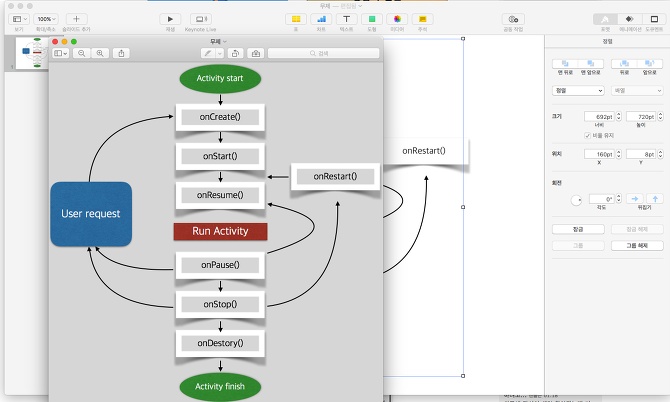 무제 — 편집됨
100%
보기
확대/축소
슬라이드 추가
재생
Keynote Live
표
차트
텍스트
도형
미디어
주석
공동 작업
포맷
애니메이션
도큐멘트
무제
검색
Activity start
onCreate()
onStart()
onRestart()
onResume()
User request
Run Activity
onPause()
onStop()
onDestory()
Activity finish
onRestart()
정렬
맨 뒤로
맨 앞으로
뒤로
앞으로
정렬
배열
크기
692pt
720pt
너비
높이
비율 유지
위치
160pt
8pt
X
Y
회전
0°
각도
뒤집기
잠금
잠금 해제
그룹
그룹 해제